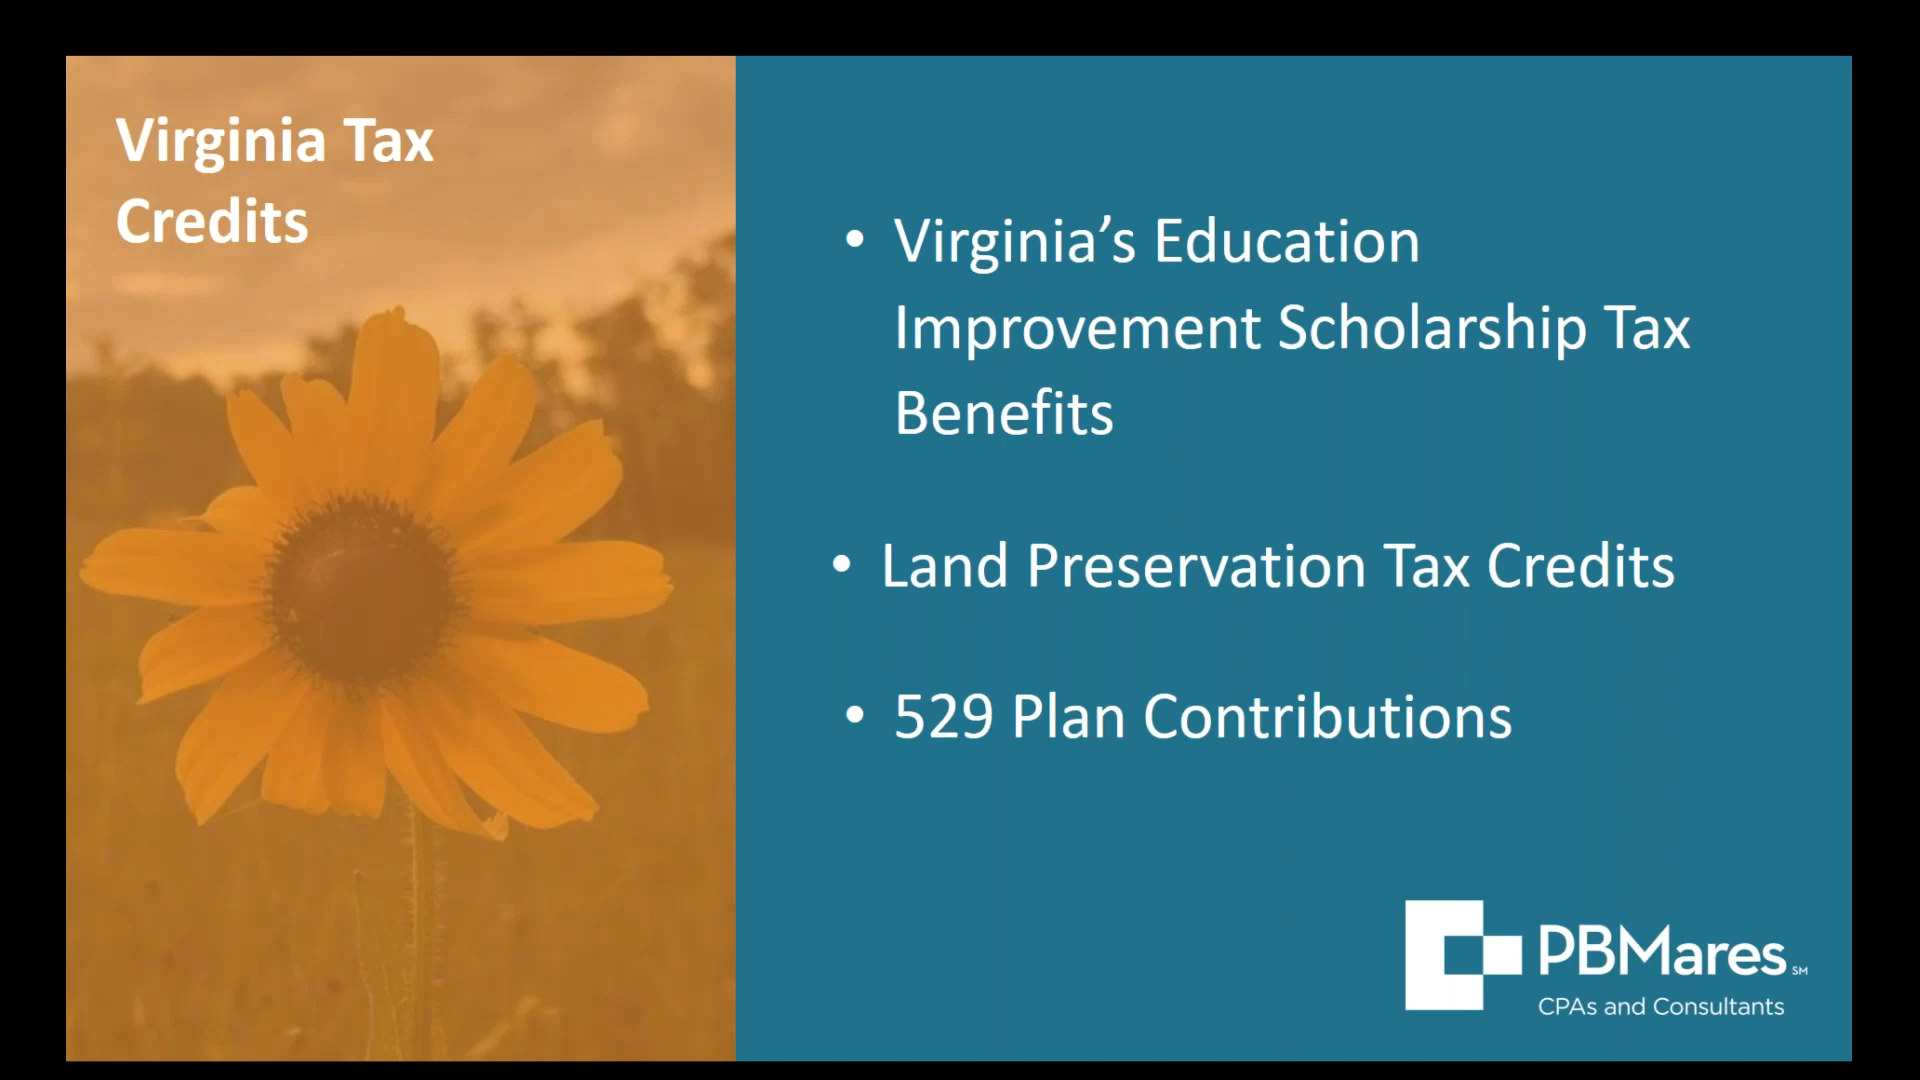 Virginia Tax
Credits
• Virginia’s Education
Improvement Scholarship Tax
Benefits
• Land Preservation Tax Credits
• 529 Plan Contributions
PBMares SM
CPAs and Consultants